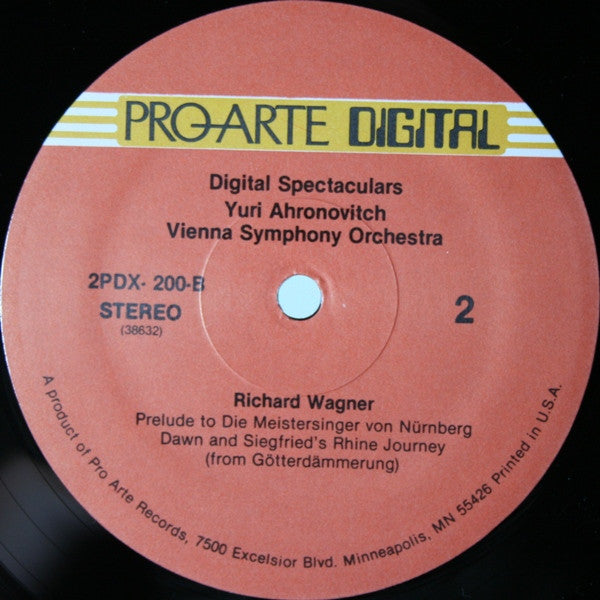 PRO-ARTE DIGITAL
Digital Spectaculars
Yuri Ahronovitch
Vienna Symphony Orchestra
2PDX- 200-B
STEREO
(38632)
2
Richard Wagner
Prelude to Die Meistersinger von Nürnberg
Dawn and Siegfried's Rhine Journey
(from Götterdämmerung)
A product of Pro Arte Records, 7500 Excelsior Blvd. Minneapolis, MN 55426 Printed in U.S.A.